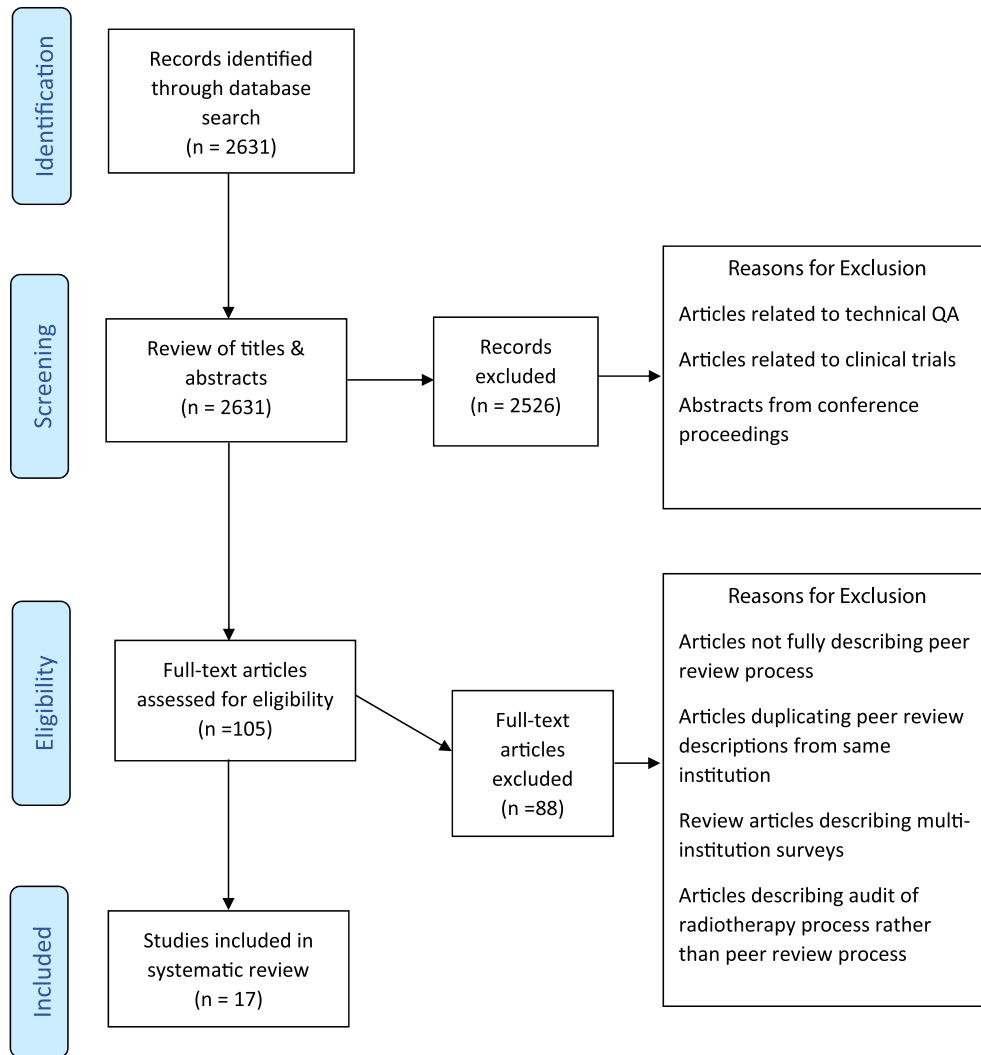 Identification
Records identified
through database
search
(n = 2631)
Screening
Review of titles &
abstracts
(n = 2631)
Records
excluded
(n = 2526)
Reasons for Exclusion
Articles related to technical QA
Articles related to clinical trials
Abstracts from conference
proceedings
Eligibility
Full-text articles
assessed for eligibility
(n =105)
Full-text
articles
excluded
(n =88)
Reasons for Exclusion
Articles not fully describing peer
review process
Articles duplicating peer review
descriptions from same
institution
Review articles describing multi-
institution surveys
Articles describing audit of
radiotherapy process rather
than peer review process
Included
Studies included in
systematic review
(n = 17)